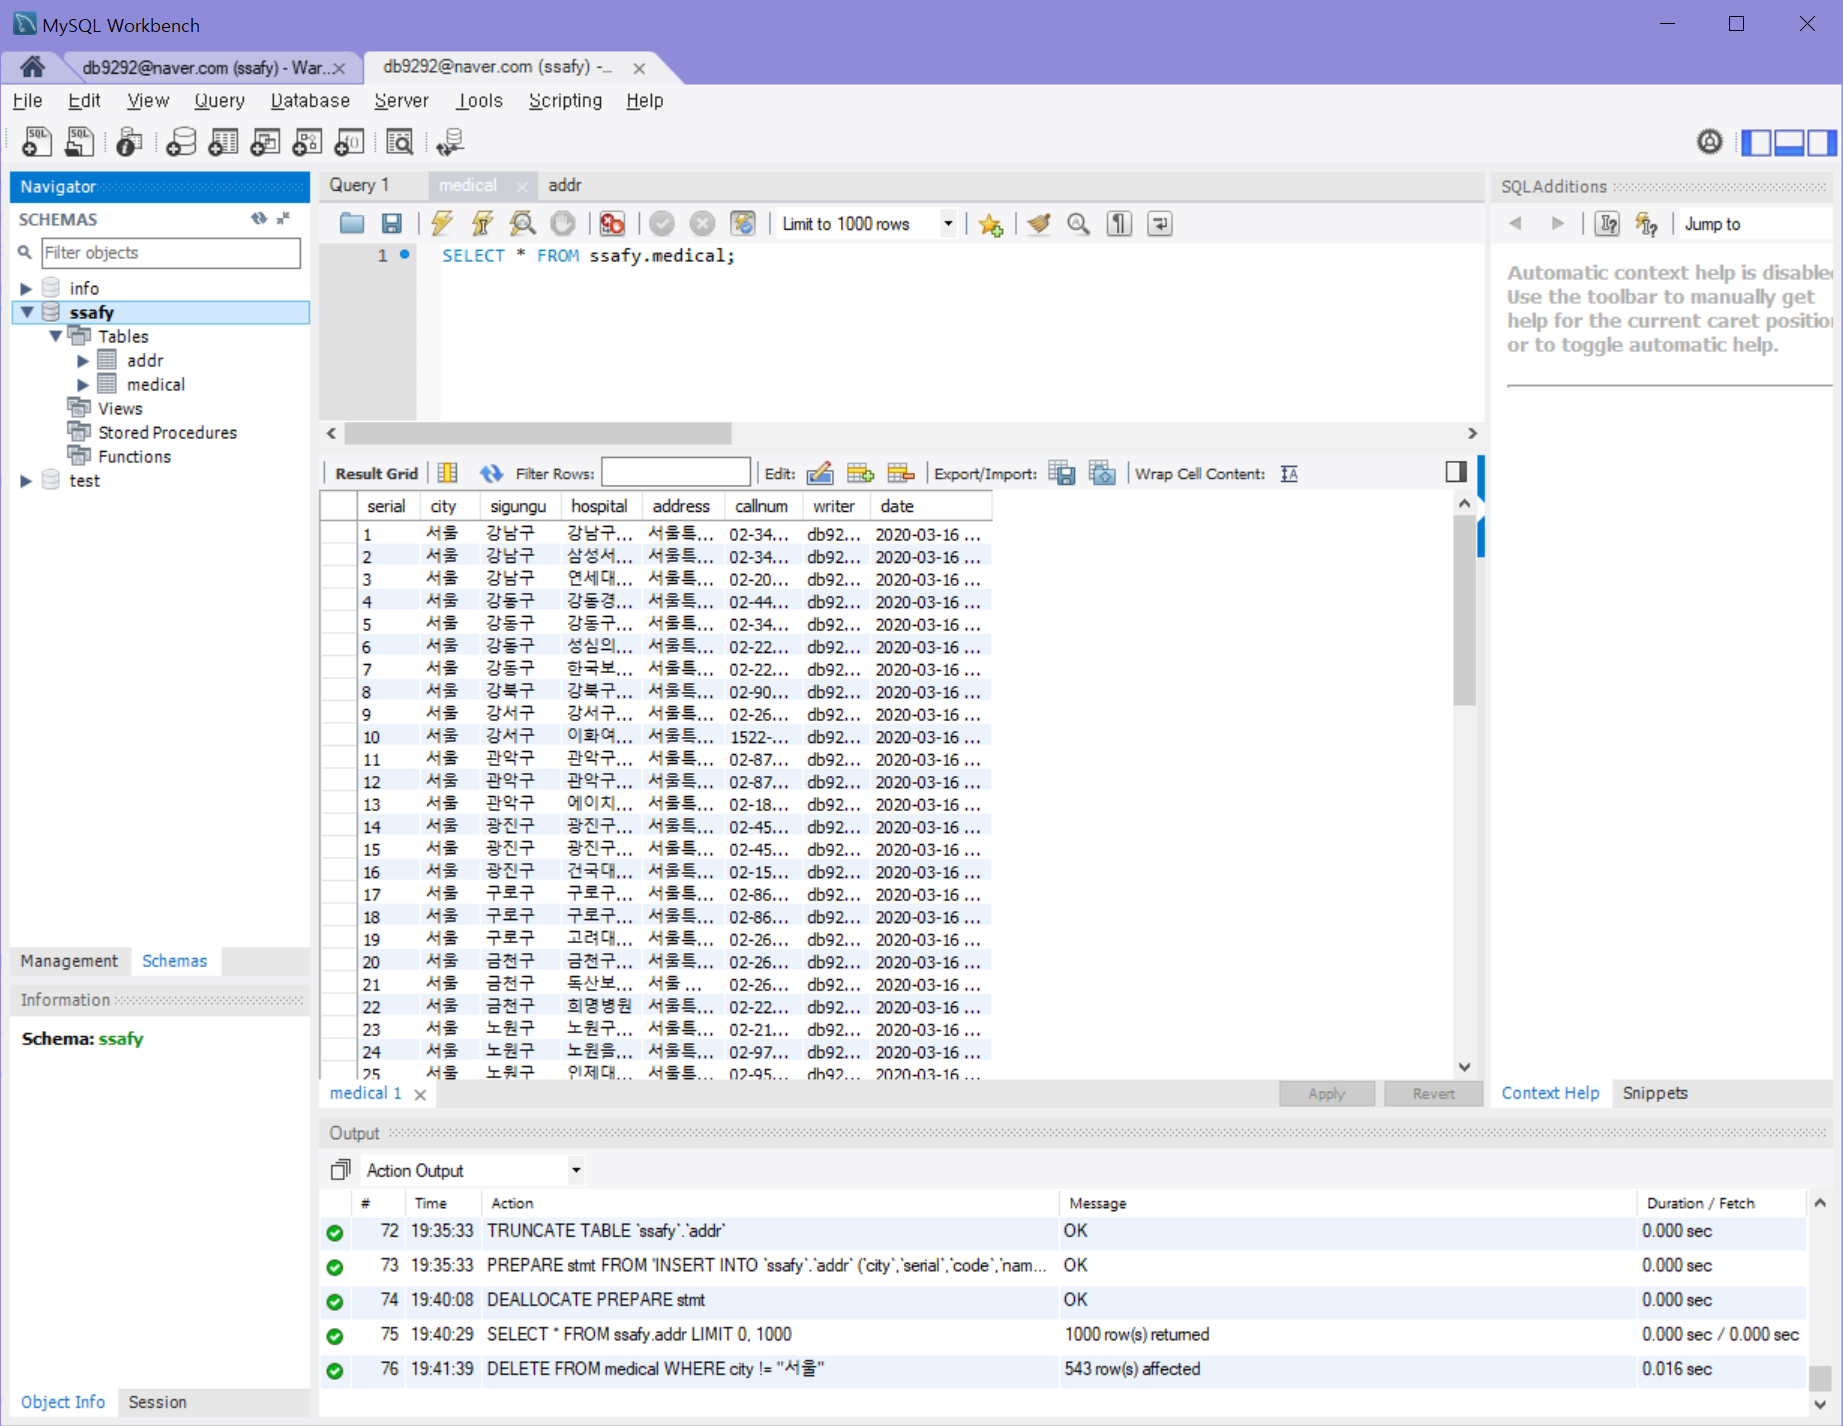 MySQL Workbench
db9292@naver.com (ssafy) - War...
db9292@naver.com (ssafy) -...
File Edit View Query Database Server Tools Scripting Help
Navigator
SCHEMAS
Filter objects
info
ssafy
Tables
addr
medical
Views
Stored Procedures
Functions
test
Management Schemas
Information
Schema: ssafy
Object Info Session
Query 1 medical addr
Limit to 1000 rows
1 SELECT * FROM ssafy.medical;
Result Grid Filter Rows: Edit: Export/Import: Wrap Cell Content:
serial city sigungu hospital address callnum writer date
1 서울 강남구 강남구... 서울특... 02-34... db92... 2020-03-16 ...
2 서울 강남구 삼성서... 서울특... 02-34... db92... 2020-03-16 ...
3 서울 강남구 연세대... 서울특... 02-20... db92... 2020-03-16 ...
4 서울 강동구 강동경... 서울특... 02-44... db92... 2020-03-16 ...
5 서울 강동구 강동구... 서울특... 02-34... db92... 2020-03-16 ...
6 서울 강동구 성심의... 서울특... 02-22... db92... 2020-03-16 ...
7 서울 강동구 한국보... 서울특... 02-22... db92... 2020-03-16 ...
8 서울 강북구 강북구... 서울특... 02-90... db92... 2020-03-16 ...
9 서울 강서구 강서구... 서울특... 02-26... db92... 2020-03-16 ...
10 서울 강서구 이화여... 서울특... 1522-... db92... 2020-03-16 ...
11 서울 관악구 관악구... 서울특... 02-87... db92... 2020-03-16 ...
12 서울 관악구 관악구... 서울특... 02-87... db92... 2020-03-16 ...
13 서울 관악구 에이치... 서울특... 02-18... db92... 2020-03-16 ...
14 서울 광진구 광진구... 서울특... 02-45... db92... 2020-03-16 ...
15 서울 광진구 광진구... 서울특... 02-45... db92... 2020-03-16 ...
16 서울 광진구 건국대... 서울특... 02-15... db92... 2020-03-16 ...
17 서울 구로구 구로구... 서울특... 02-86... db92... 2020-03-16 ...
18 서울 구로구 구로구... 서울특... 02-86... db92... 2020-03-16 ...
19 서울 구로구 고려대... 서울특... 02-26... db92... 2020-03-16 ...
20 서울 금천구 금천구... 서울특... 02-26... db92... 2020-03-16 ...
21 서울 금천구 독산보... 서울 ... 02-26... db92... 2020-03-16 ...
22 서울 금천구 희명병원 서울특... 02-22... db92... 2020-03-16 ...
23 서울 노원구 노원구... 서울특... 02-21... db92... 2020-03-16 ...
24 서울 노원구 노원을... 서울특... 02-97... db92... 2020-03-16 ...
25 서울 노원구 인제대... 서울특... 02-95... db92... 2020-03-16 ...
medical 1
Apply Revert
SQLAdditions
Jump to
Automatic context help is disable
Use the toolbar to manually get
help for the current caret positio
or to toggle automatic help.
Context Help Snippets
Output
Action Output
# Time Action Message Duration / Fetch
72 19:35:33 TRUNCATE TABLE `ssafy`.`addr` OK 0.000 sec
73 19:35:33 PREPARE stmt FROM 'INSERT INTO `ssafy`.`addr` (`city`,`serial`,`code`,`nam... OK 0.000 sec
74 19:40:08 DEALLOCATE PREPARE stmt OK 0.000 sec
75 19:40:29 SELECT * FROM ssafy.addr LIMIT 0, 1000 1000 row(s) returned 0.000 sec / 0.000 sec
76 19:41:39 DELETE FROM medical WHERE city != "서울" 543 row(s) affected 0.016 sec